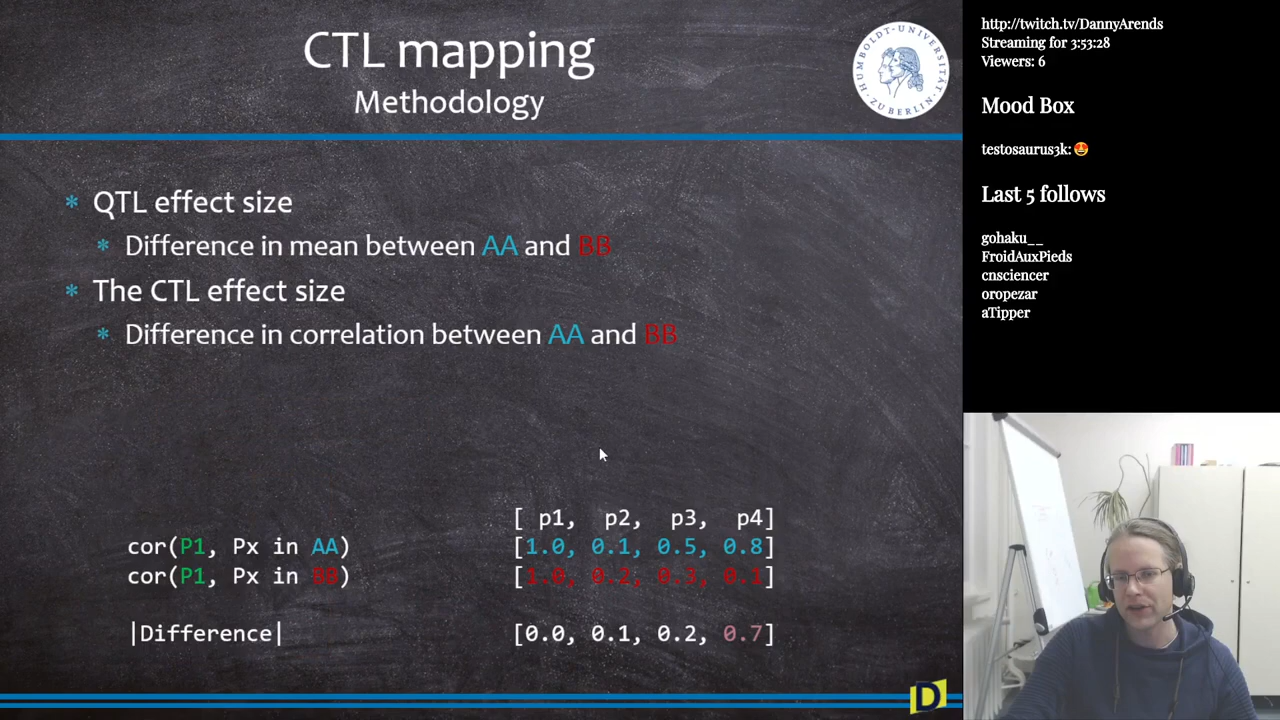 CTL mapping
Methodology
HUMBOLDT-UNIVERSITÄT ZU BERLIN
* QTL effect size
* Difference in mean between AA and BB
* The CTL effect size
* Difference in correlation between AA and BB
[ p1, p2, p3, p4]
cor(P1, Px in AA) [1.0, 0.1, 0.5, 0.8]
cor(P1, Px in BB) [1.0, 0.2, 0.3, 0.1]
|Difference| [0.0, 0.1, 0.2, 0.7]
D
http://twitch.tv/DannyArends
Streaming for 3:53:28
Viewers: 6
Mood Box
testosaurus3k:🤩
Last 5 follows
gohaku__
FroidAuxPieds
cnsciencer
oropezar
aTipper